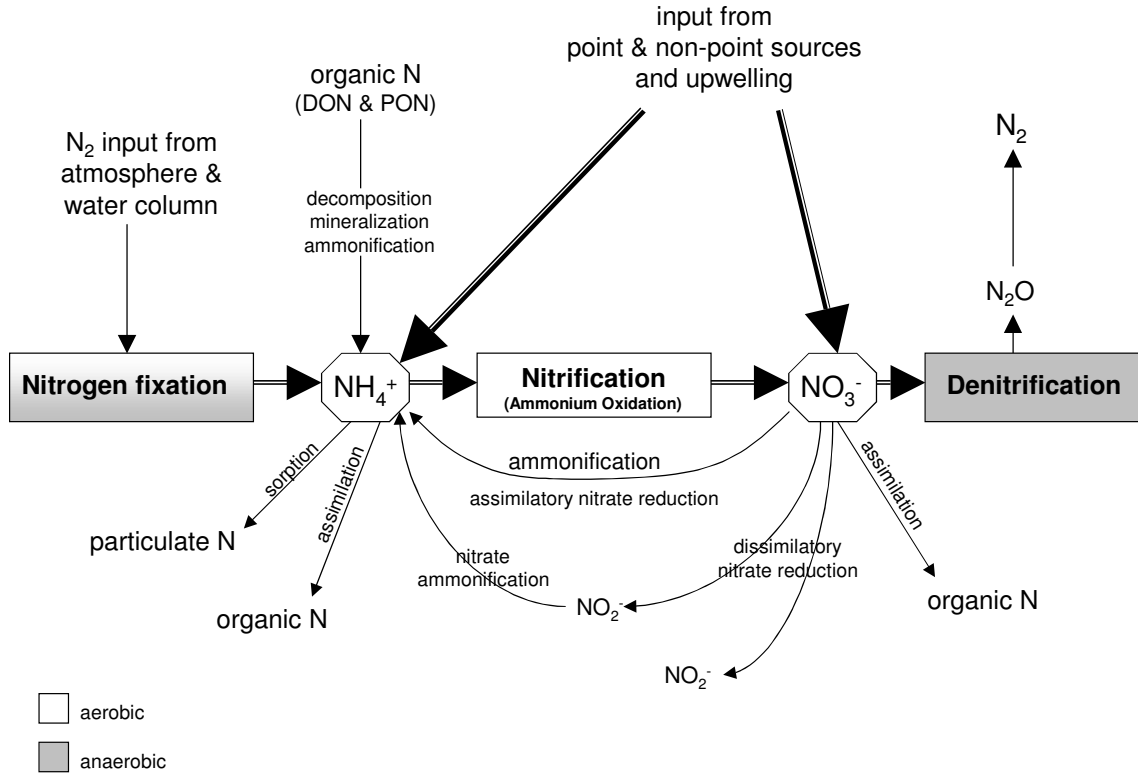 input from
point & non-point sources
and upwelling
organic N
(DON & PON)
N₂ input from
atmosphere &
water column
N₂
decomposition
mineralization
ammonification
N₂O
Nitrogen fixation
NH₄⁺
Nitrification
(Ammonium Oxidation)
NO₃⁻
Denitrification
sorption
assimilation
ammonification
assimilatory nitrate reduction
assimilation
particulate N
nitrate
ammonification
dissimilatory
nitrate reduction
organic N
NO₂⁻
organic N
NO₂⁻
aerobic
anaerobic